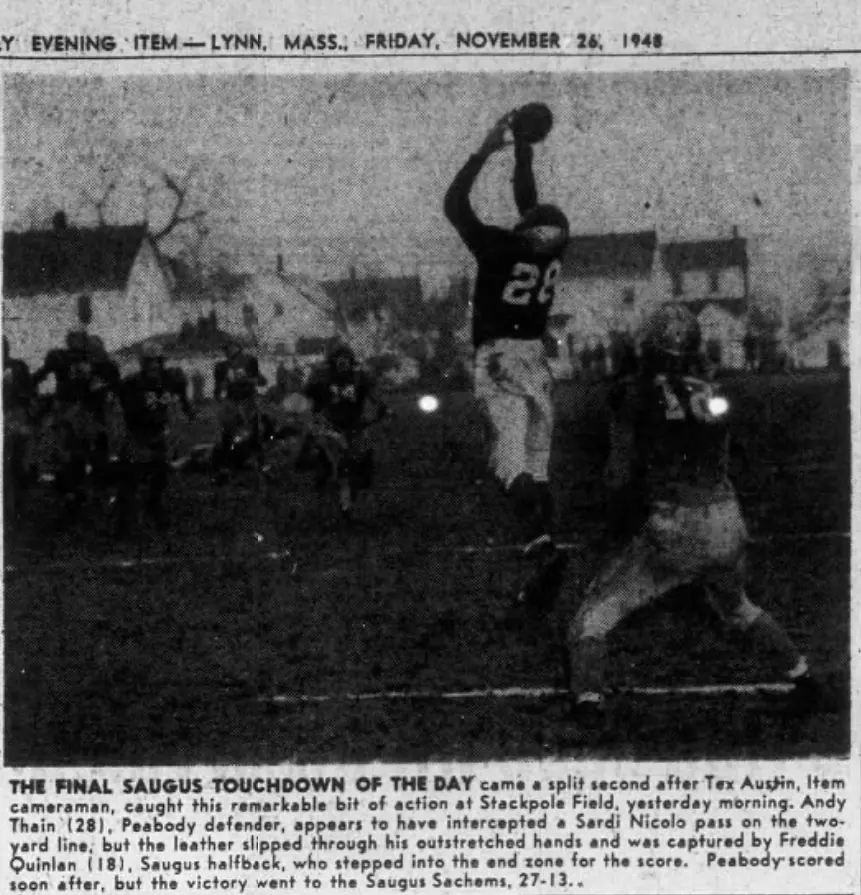 Y EVENING ITEM — LYNN, MASS., FRIDAY, NOVEMBER 26, 1948
28
18
14
THE FINAL SAUGUS TOUCHDOWN OF THE DAY came a split second after Tex Austin, Item
cameraman, caught this remarkable bit of action at Stackpole Field, yesterday morning. Andy
Thain (28), Peabody defender, appears to have intercepted a Sardi Nicolo pass on the two-
yard line, but the leather slipped through his outstretched hands and was captured by Freddie
Quinlan (18), Saugus halfback, who stepped into the end zone for the score. Peabody scored
soon after, but the victory went to the Saugus Sachems, 27-13..